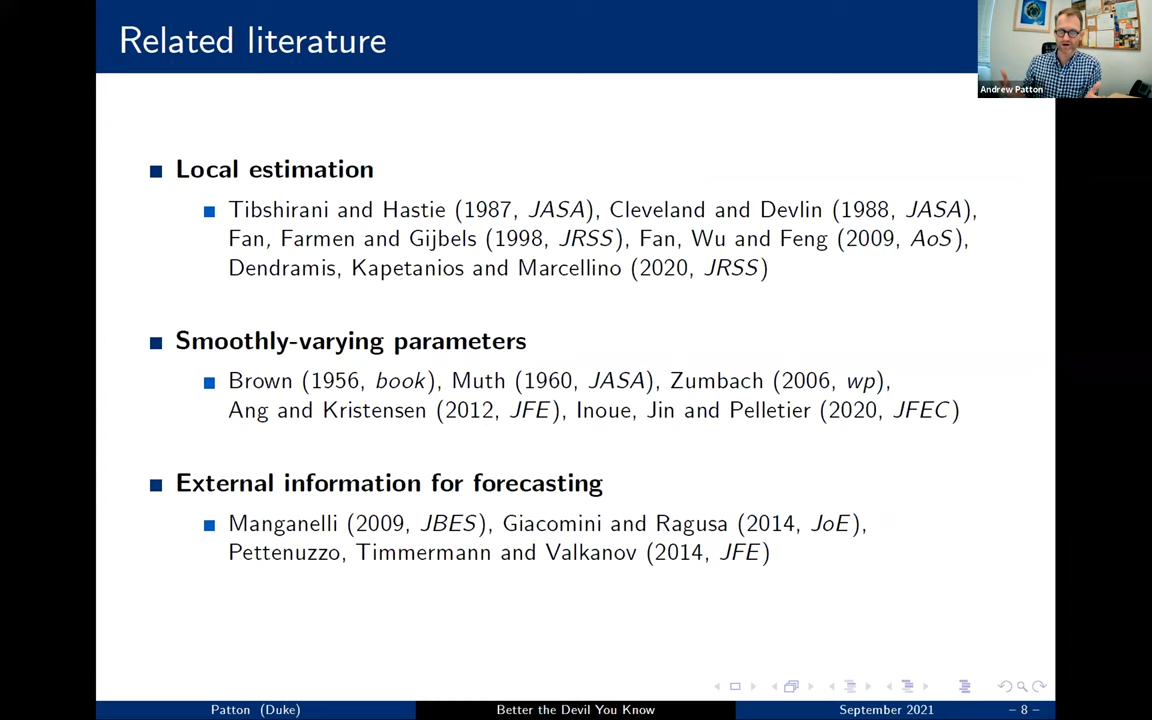 Related literature
Andrew Patton
Local estimation
Tibshirani and Hastie (1987, JASA), Cleveland and Devlin (1988, JASA),
Fan, Farmen and Gijbels (1998, JRSS), Fan, Wu and Feng (2009, AoS),
Dendramis, Kapetanios and Marcellino (2020, JRSS)
Smoothly-varying parameters
Brown (1956, book), Muth (1960, JASA), Zumbach (2006, wp),
Ang and Kristensen (2012, JFE), Inoue, Jin and Pelletier (2020, JFEC)
External information for forecasting
Manganelli (2009, JBES), Giacomini and Ragusa (2014, JoE),
Pettenuzzo, Timmermann and Valkanov (2014, JFE)
Patton (Duke) Better the Devil You Know September 2021 – 8 –